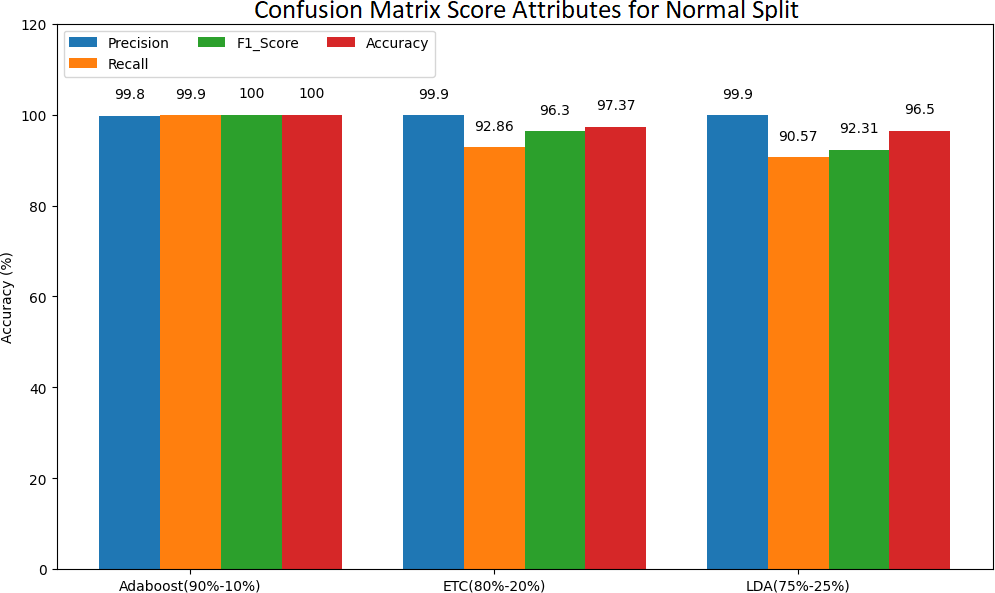 Confusion Matrix Score Attributes for Normal Split
Precision F1_Score Accuracy
Recall
120
100
80
60
40
20
0
Accuracy (%)
99.8 99.9 100 100
99.9 92.86 96.3 97.37
99.9 90.57 92.31 96.5
Adaboost(90%-10%) ETC(80%-20%) LDA(75%-25%)